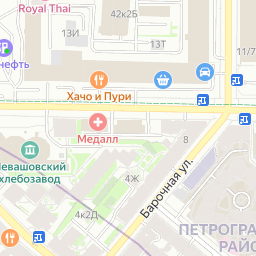 Royal Thai
42к2Б
13И
13Т
11/7
нефть
Хачо и Пури
Медалл
8
Левашовский
хлебозавод
4Ж
Барочная ул.
4к2Д
ПЕТРОГРА
РАЙО